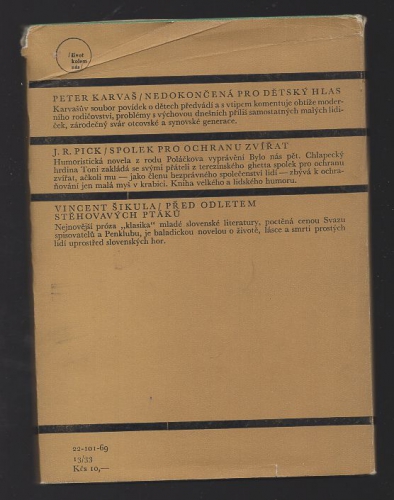 život
kolem
nás
PETER KARVAŠ/NEDOKONČENÁ PRO DĚTSKÝ HLAS
Karvašův soubor povídek o dětech předvádí a s vtipem komentuje obtíže moder-
ního rodičovství, problémy s výchovou dnešních příliš samostatných malých lidi-
ček, zárodečný svár otcovské a synovské generace.
J. R. PICK/SPOLEK PRO OCHRANU ZVÍŘAT
Humoristická novela z rodu Poláčkova vyprávění Bylo nás pět. Chlapecký
hrdina Toni zakládá se svými přáteli z terezínského ghetta spolek pro ochranu
zvířat, ačkoli mu — jako členu bezprávného společenství lidí — zbývá k ochra-
ňování jen malá myš v krabici. Kniha velkého a lidského humoru.
VINCENT ŠIKULA/PŘED ODLETEM
STĚHOVAVÝCH PTÁKŮ
Nejnovější próza „klasika" mladé slovenské literatury, poctěná cenou Svazu
spisovatelů a Penklubu, je baladickou novelou o životě, lásce a smrti prostých
lidí uprostřed slovenských hor.
22-101-69
13/33
Kčs 10,—